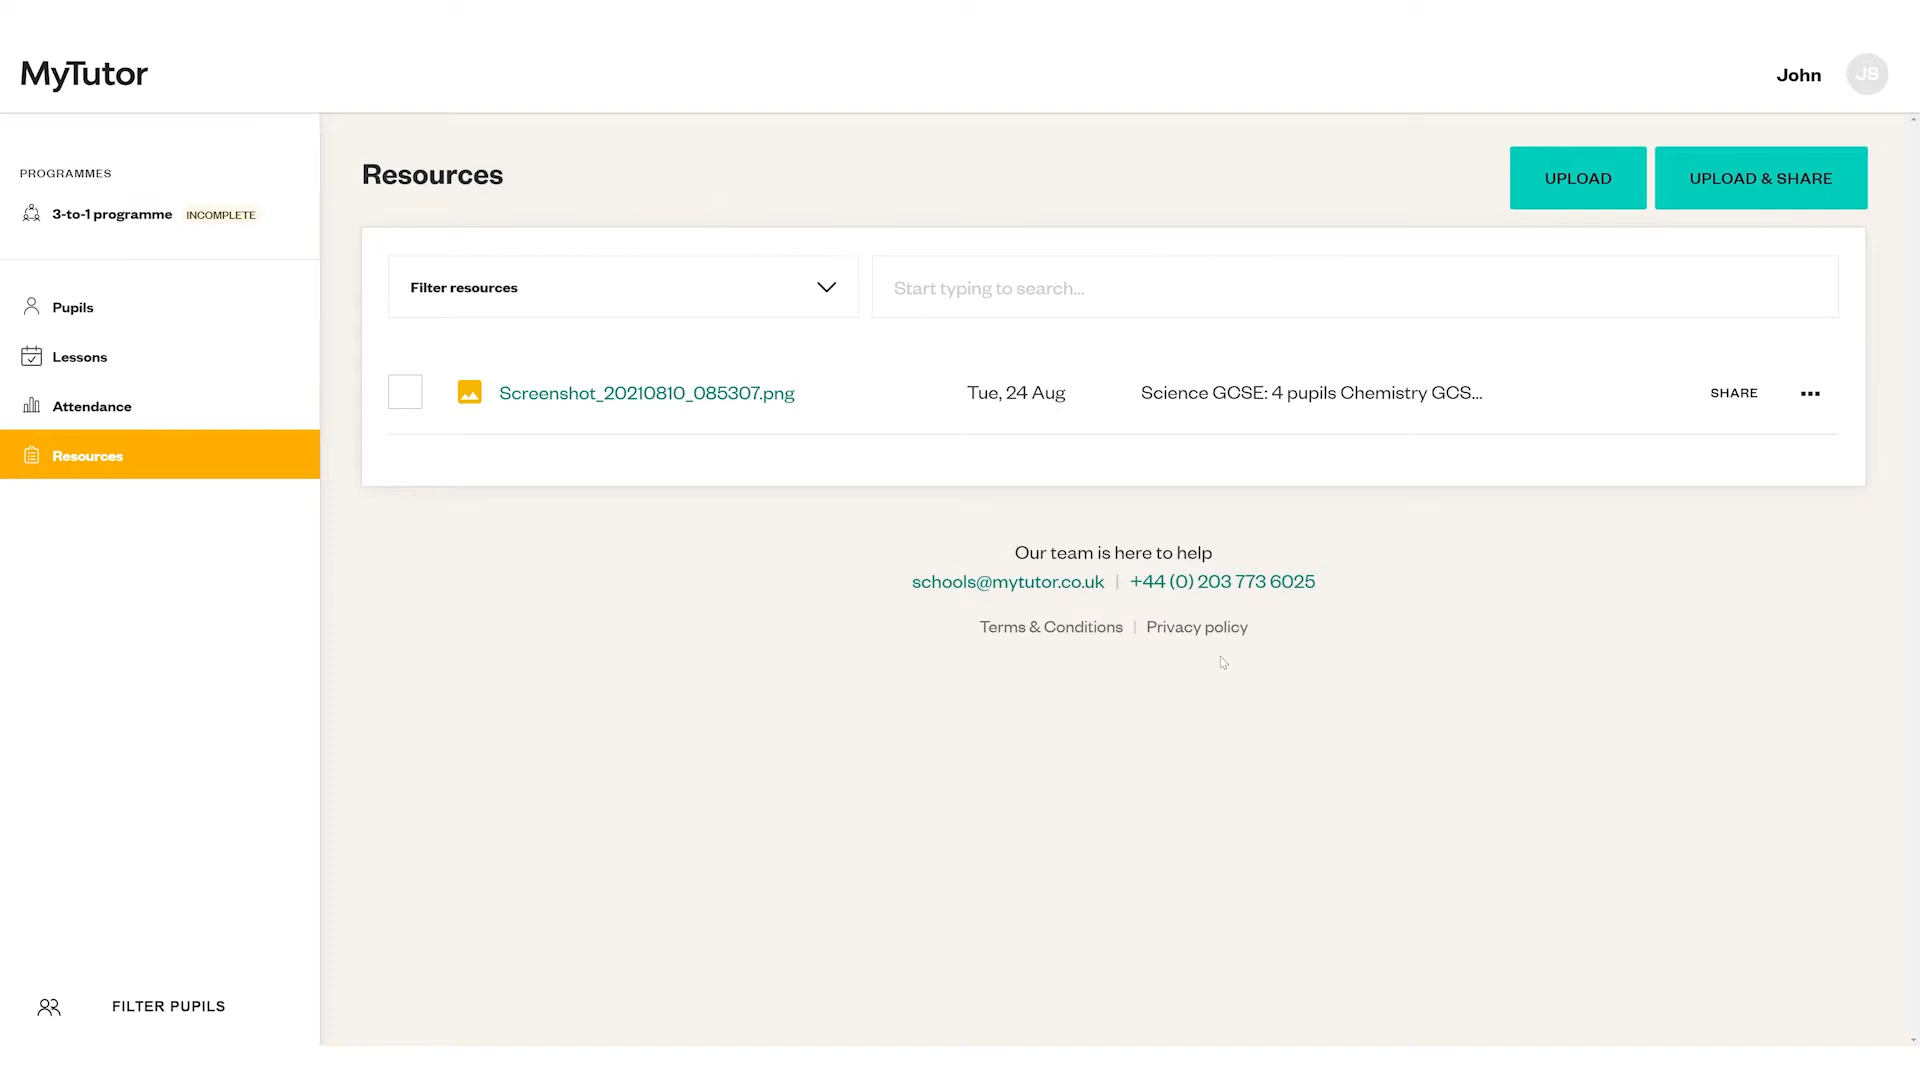 MyTutor
John
JS
PROGRAMMES
3-to-1 programme INCOMPLETE
Pupils
Lessons
Attendance
Resources
FILTER PUPILS
Resources
UPLOAD
UPLOAD & SHARE
Filter resources
Start typing to search...
Screenshot_20210810_085307.png Tue, 24 Aug Science GCSE: 4 pupils Chemistry GCS... SHARE
Our team is here to help
schools@mytutor.co.uk | +44 (0) 203 773 6025
Terms & Conditions | Privacy policy